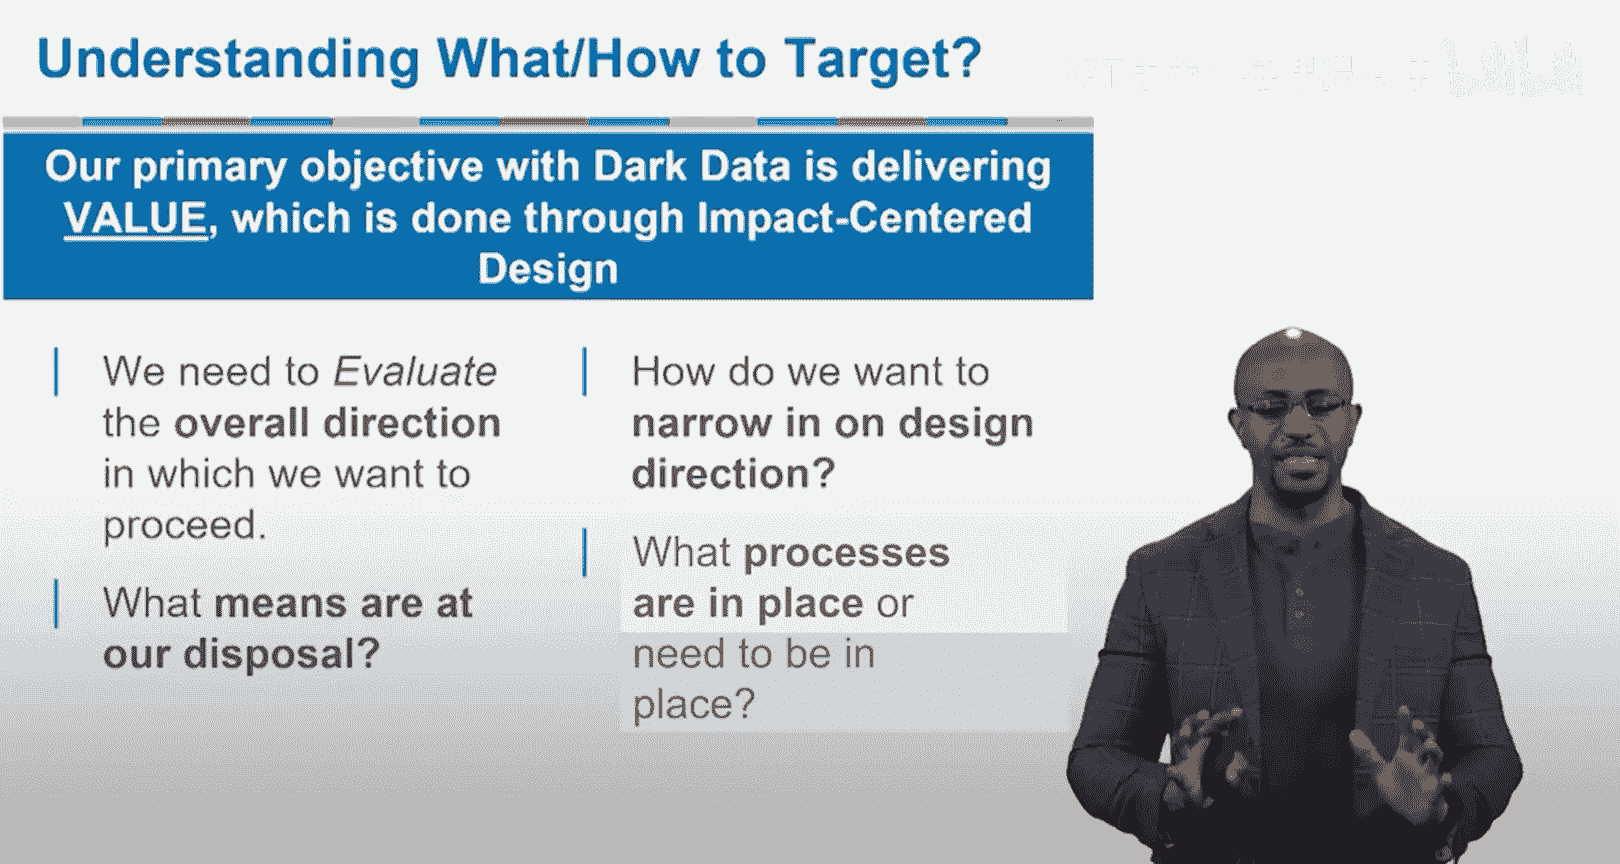 Understanding What/How to Target?
Our primary objective with Dark Data is delivering
VALUE, which is done through Impact-Centered
Design
We need to Evaluate
the overall direction
in which we want to
proceed.
What means are at
our disposal?
How do we want to
narrow in on design
direction?
What processes
are in place or
need to be in
place?